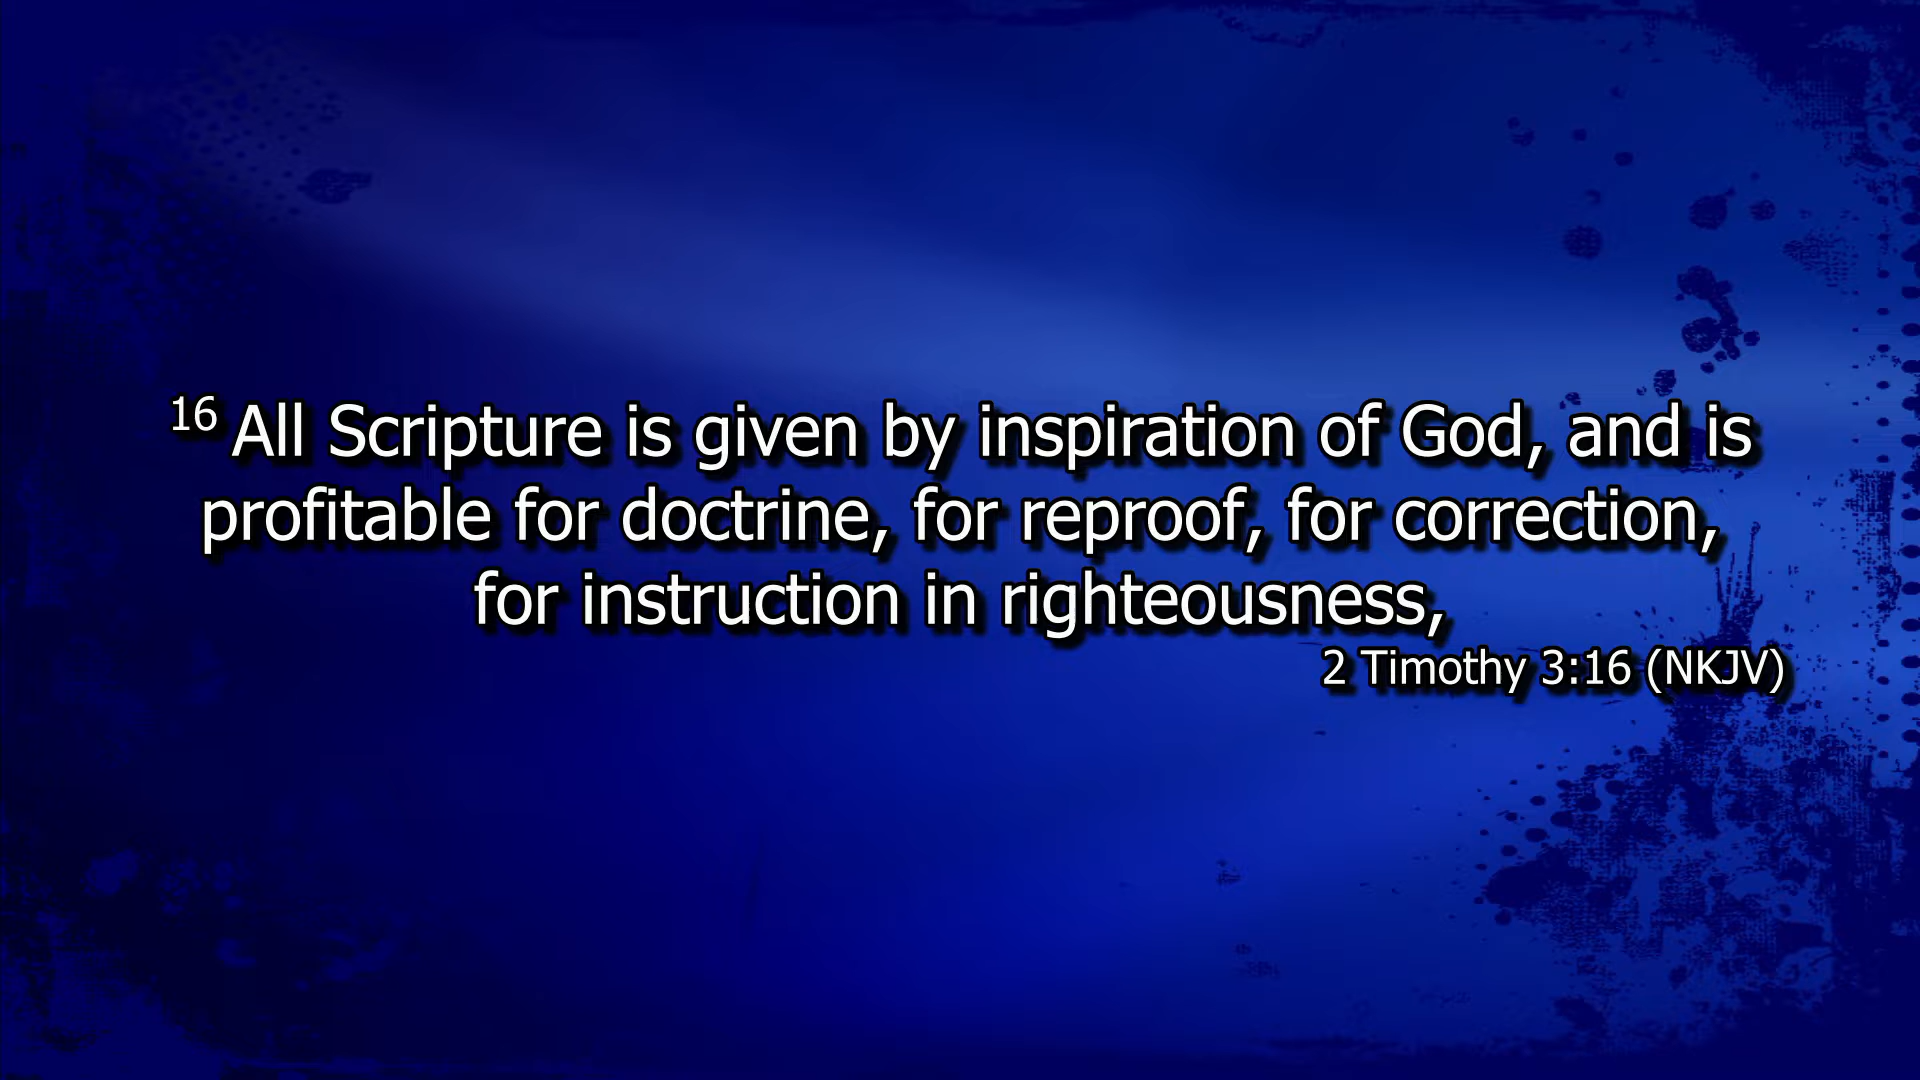 16 All Scripture is given by inspiration of God, and is
profitable for doctrine, for reproof, for correction,
for instruction in righteousness,
2 Timothy 3:16 (NKJV)